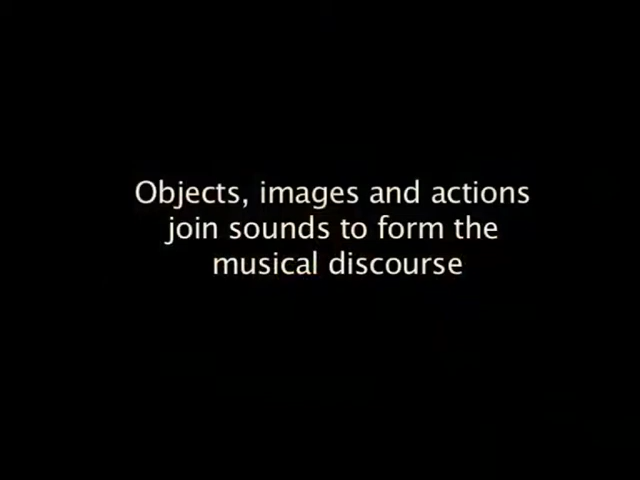 Objects, images and actions
join sounds to form the
musical discourse